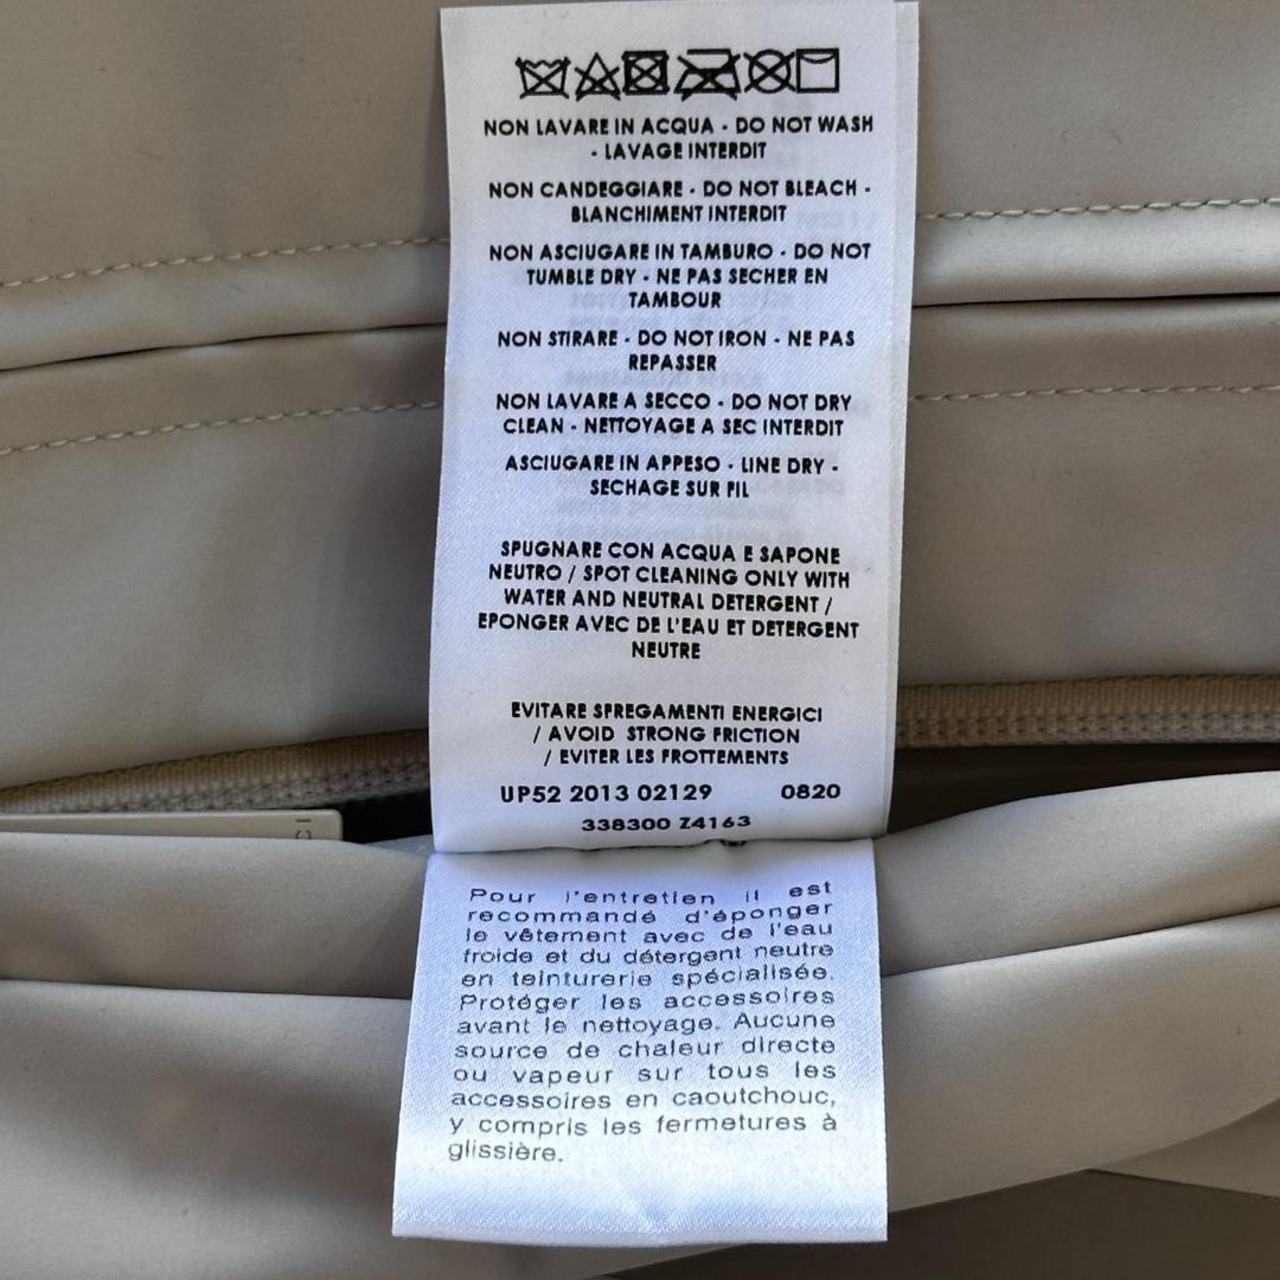 NON LAVARE IN ACQUA - DO NOT WASH
- LAVAGE INTERDIT
NON CANDEGGIARE - DO NOT BLEACH -
BLANCHIMENT INTERDIT
NON ASCIUGARE IN TAMBURO - DO NOT
TUMBLE DRY - NE PAS SECHER EN
TAMBOUR
NON STIRARE - DO NOT IRON - NE PAS
REPASSER
NON LAVARE A SECCO - DO NOT DRY
CLEAN - NETTOYAGE A SEC INTERDIT
ASCIUGARE IN APPESO - LINE DRY -
SECHAGE SUR FIL
SPUGNARE CON ACQUA E SAPONE
NEUTRO / SPOT CLEANING ONLY WITH
WATER AND NEUTRAL DETERGENT /
EPONGER AVEC DE L'EAU ET DETERGENT
NEUTRE
EVITARE SFREGAMENTI ENERGICI
/ AVOID STRONG FRICTION
/ EVITER LES FROTTEMENTS
UP52 2013 02129 0820
338300 Z4163
Pour l'entretien il est
recommandé d'éponger
le vêtement avec de l'eau
froide et du détergent neutre
en teinturerie spécialisée.
Protéger les accessoires
avant le nettoyage. Aucune
source de chaleur directe
ou vapeur sur tous les
accessoires en caoutchouc,
y compris les fermetures à
glissière.